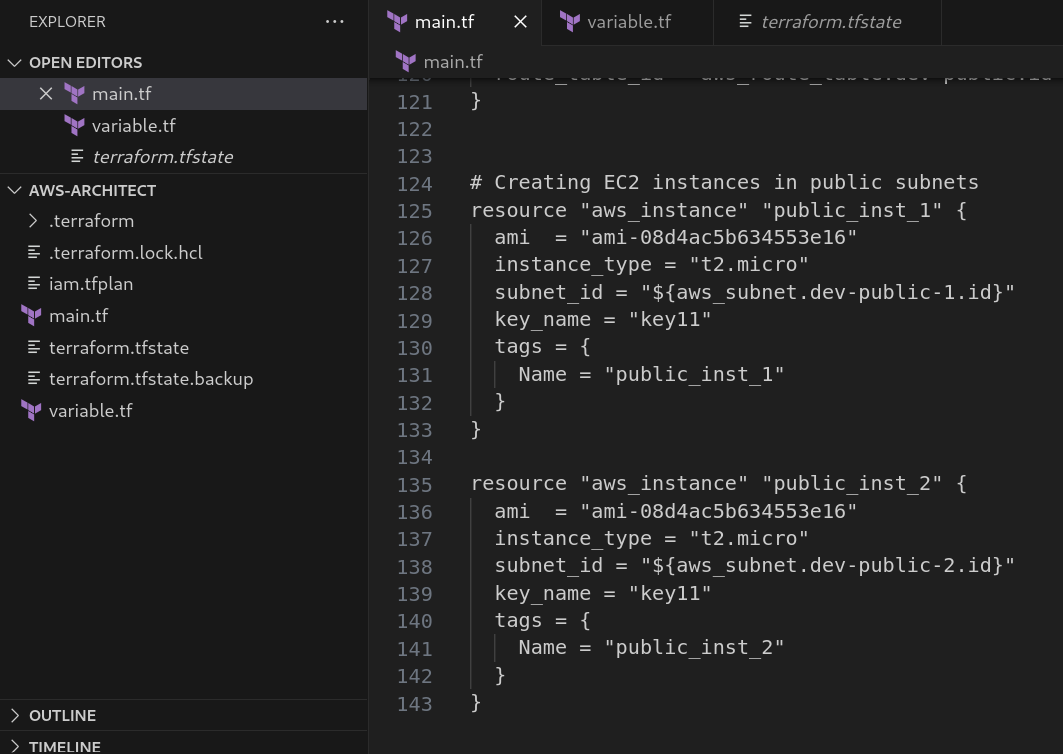 EXPLORER
OPEN EDITORS
main.tf
variable.tf
terraform.tfstate
AWS-ARCHITECT
.terraform
.terraform.lock.hcl
iam.tfplan
main.tf
terraform.tfstate
terraform.tfstate.backup
variable.tf
OUTLINE
TIMELINE
main.tf
variable.tf
terraform.tfstate
main.tf
121 }
122
123
124 # Creating EC2 instances in public subnets
125 resource "aws_instance" "public_inst_1" {
126   ami  = "ami-08d4ac5b634553e16"
127   instance_type = "t2.micro"
128   subnet_id = "${aws_subnet.dev-public-1.id}"
129   key_name = "key11"
130   tags = {
131     Name = "public_inst_1"
132   }
133 }
134
135 resource "aws_instance" "public_inst_2" {
136   ami  = "ami-08d4ac5b634553e16"
137   instance_type = "t2.micro"
138   subnet_id = "${aws_subnet.dev-public-2.id}"
139   key_name = "key11"
140   tags = {
141     Name = "public_inst_2"
142   }
143 }